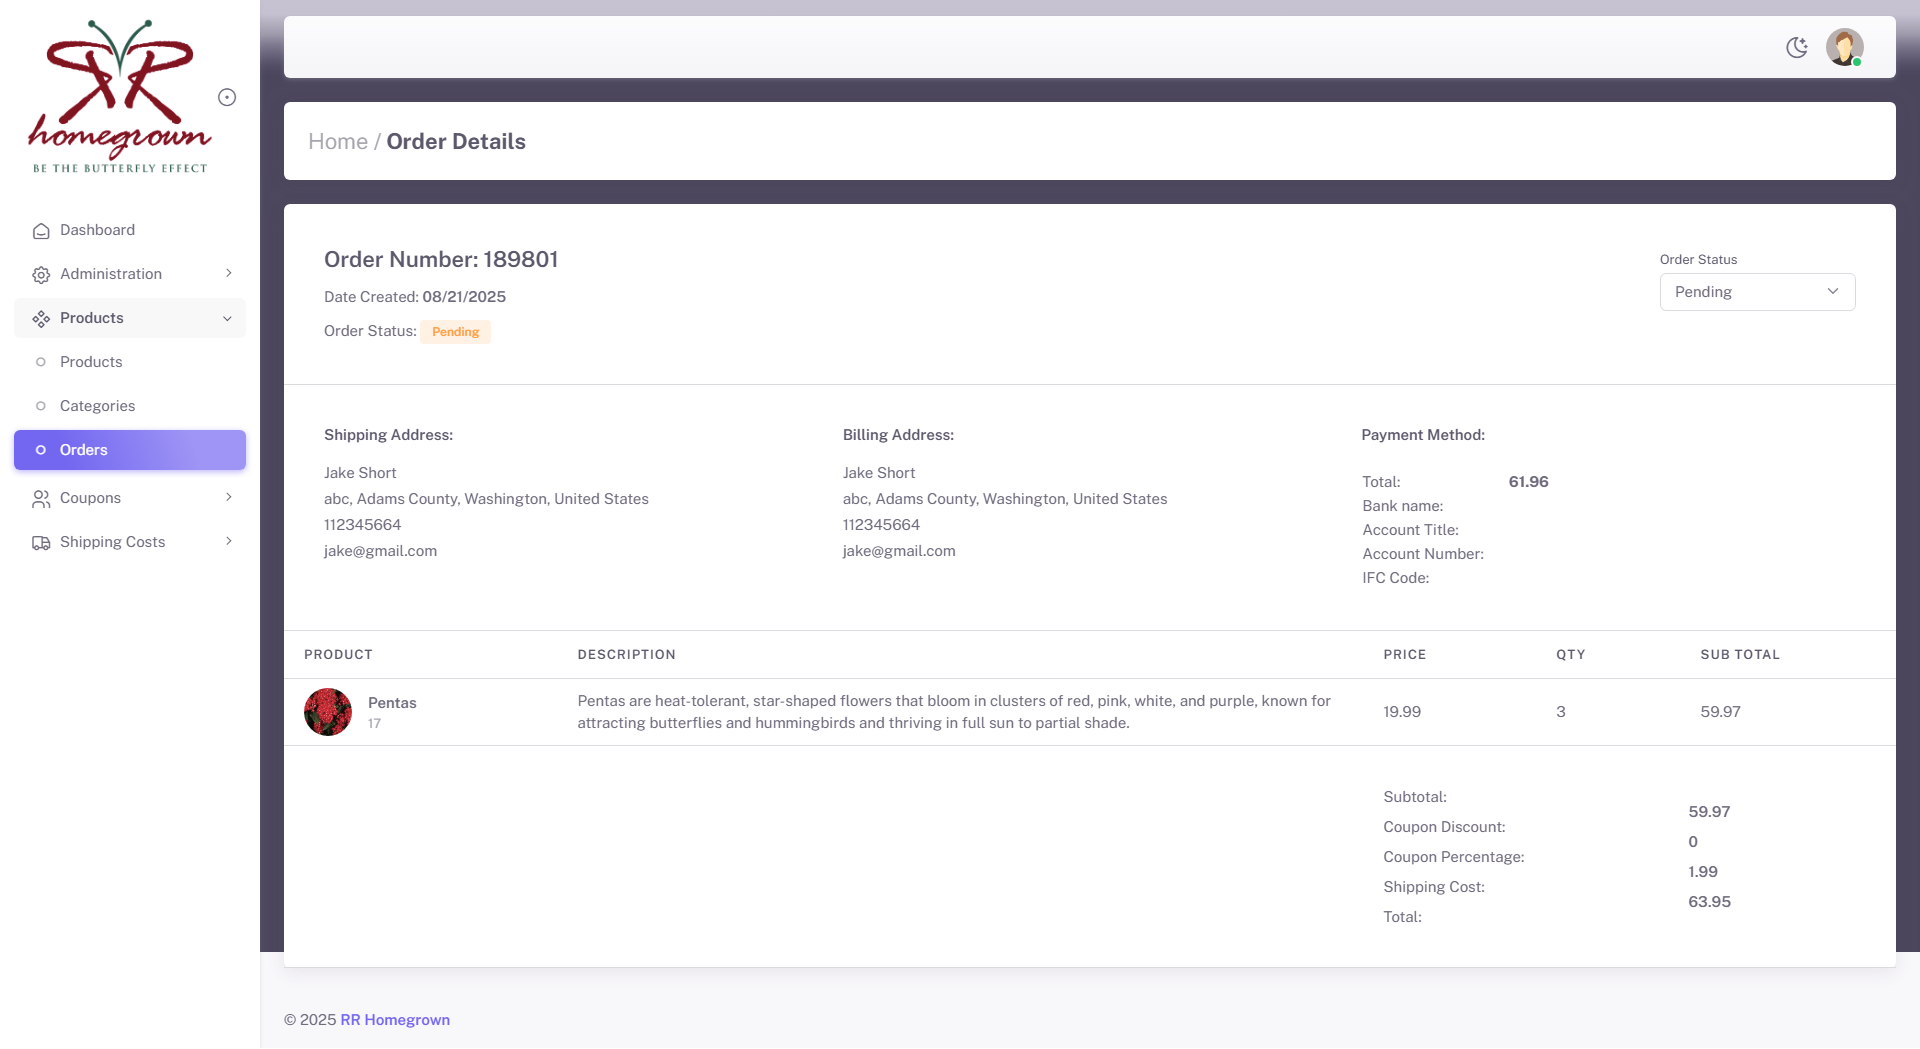 homegrown
BE THE BUTTERFLY EFFECT
Dashboard
Administration
Products
Products
Categories
Orders
Coupons
Shipping Costs
Home / Order Details
Order Number: 189801
Date Created: 08/21/2025
Order Status: Pending
Order Status
Pending
Shipping Address:
Jake Short
abc, Adams County, Washington, United States
112345664
jake@gmail.com
Billing Address:
Jake Short
abc, Adams County, Washington, United States
112345664
jake@gmail.com
Payment Method:
Total: 61.96
Bank name:
Account Title:
Account Number:
IFC Code:
PRODUCT DESCRIPTION PRICE QTY SUB TOTAL
Pentas
17
Pentas are heat-tolerant, star-shaped flowers that bloom in clusters of red, pink, white, and purple, known for
attracting butterflies and hummingbirds and thriving in full sun to partial shade.
19.99 3 59.97
Subtotal:
Coupon Discount:
Coupon Percentage:
Shipping Cost:
Total:
59.97
0
1.99
63.95
© 2025 RR Homegrown